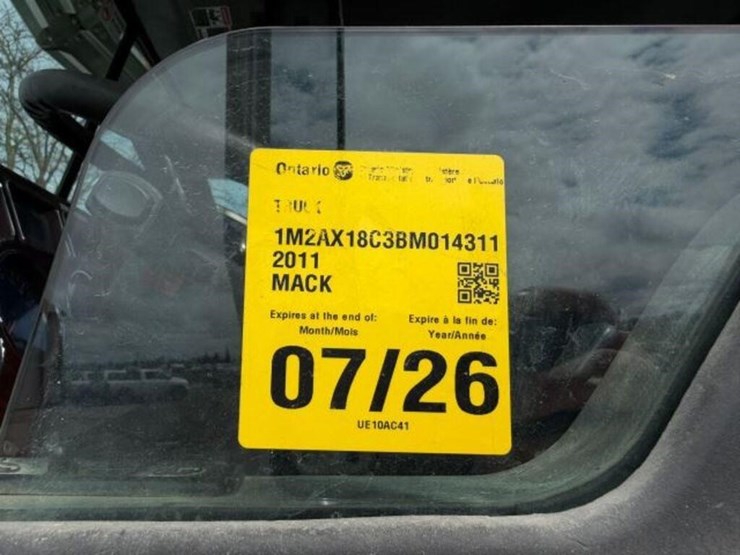 Ontario
TRUCK
1M2AX18C3BM014311
2011
MACK
Expires at the end of: Expire à la fin de:
Month/Mois Year/Année
07/26
UE10AC41